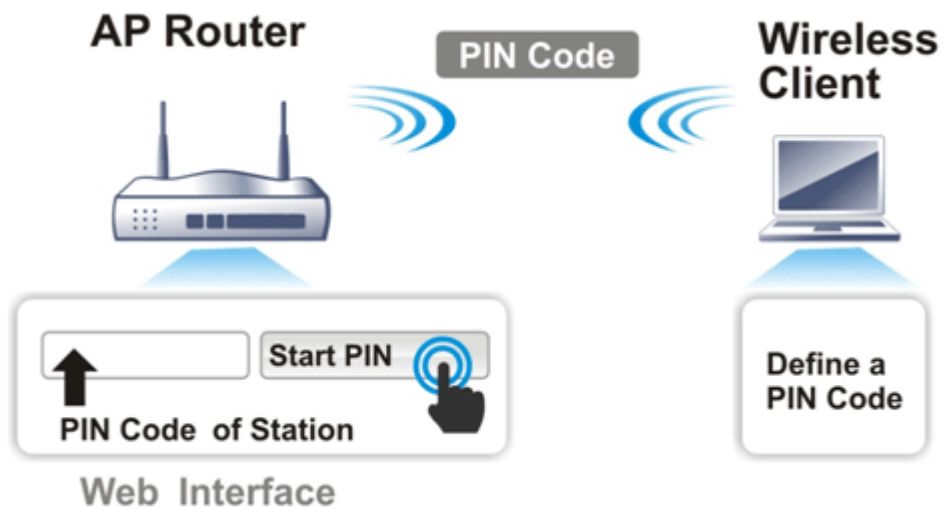 AP Router
PIN Code
Wireless
Client
Start PIN
PIN Code of Station
Define a
PIN Code
Web Interface